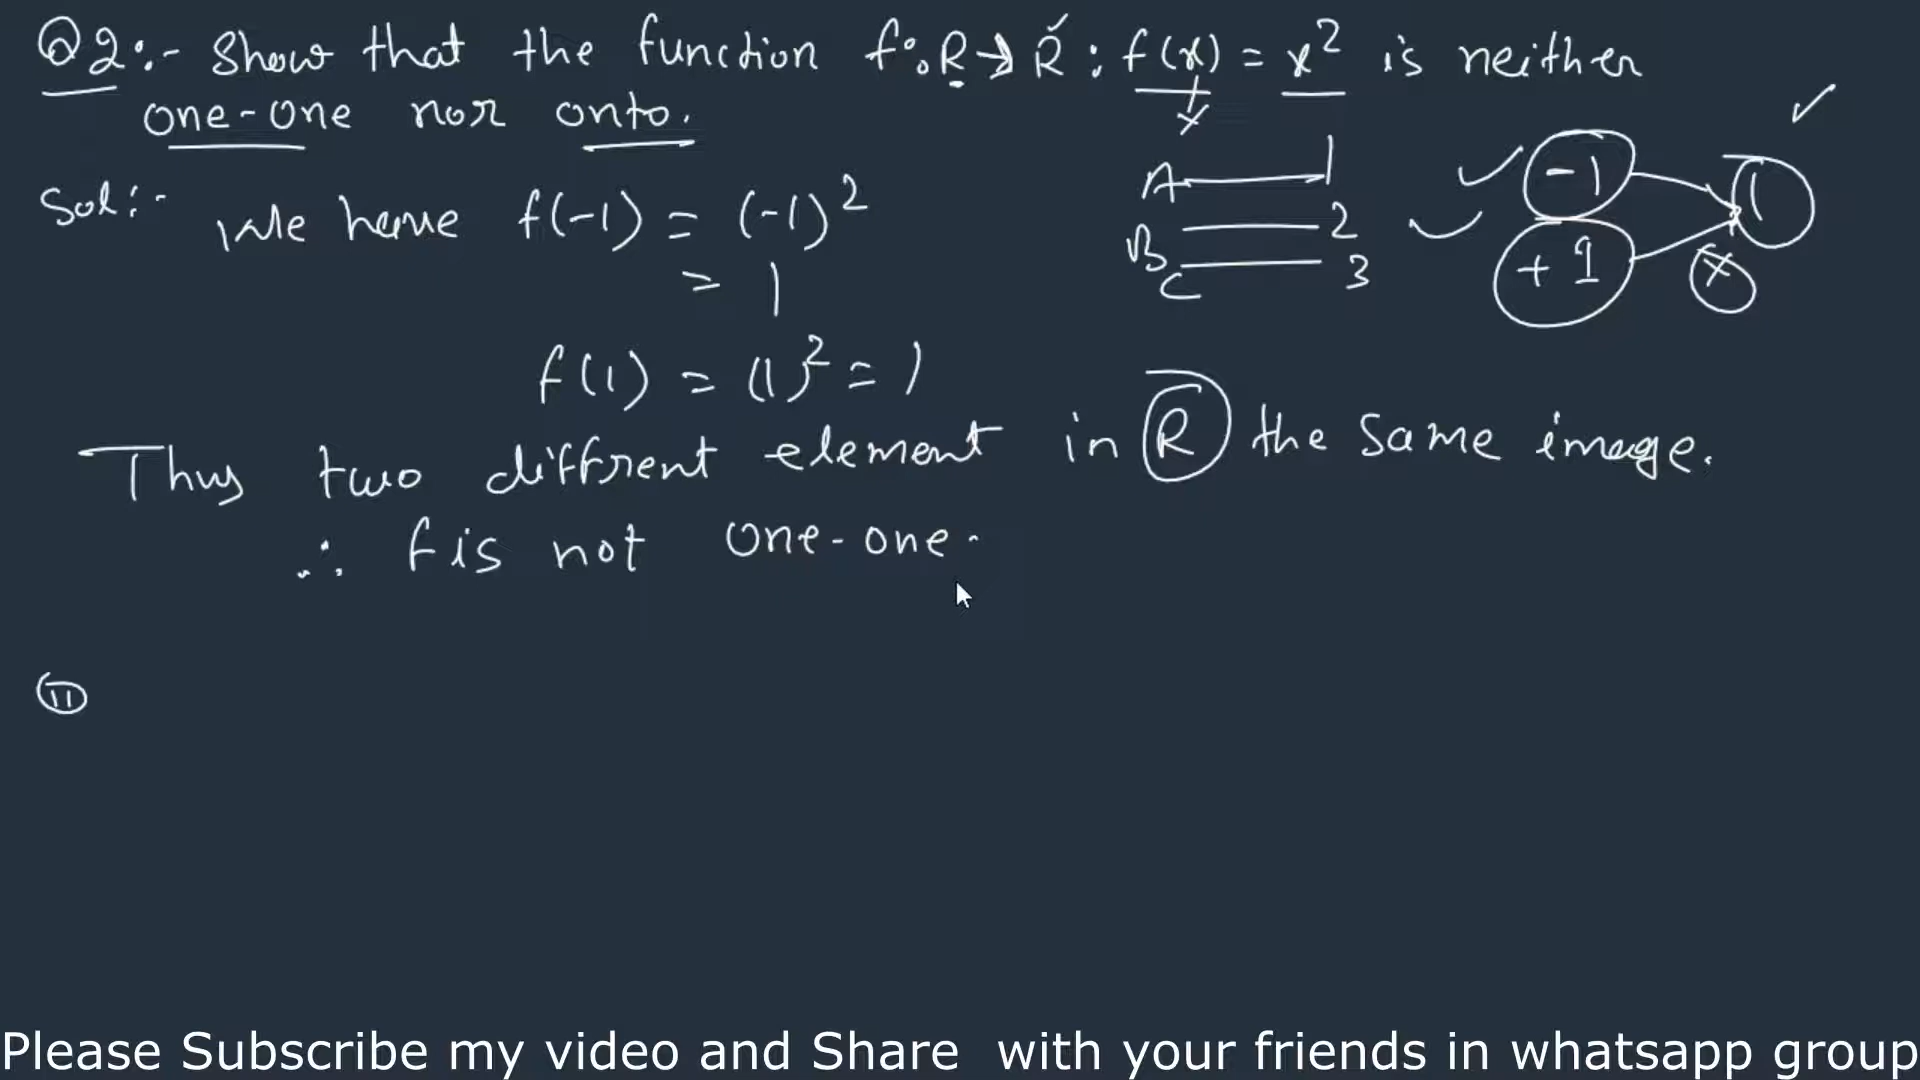 Q2:- Show that the function f:R→R : f(x) = x² is neither
one-one nor onto.
x
Sol:- We have f(-1) = (-1)²
= 1
A 1
B 2
C 3
-1 1
+1 x
f(1) = (1)² = 1
Thus two diffrent element in R the same image.
∴ f is not one-one.
(11)
Please Subscribe my video and Share with your friends in whatsapp group